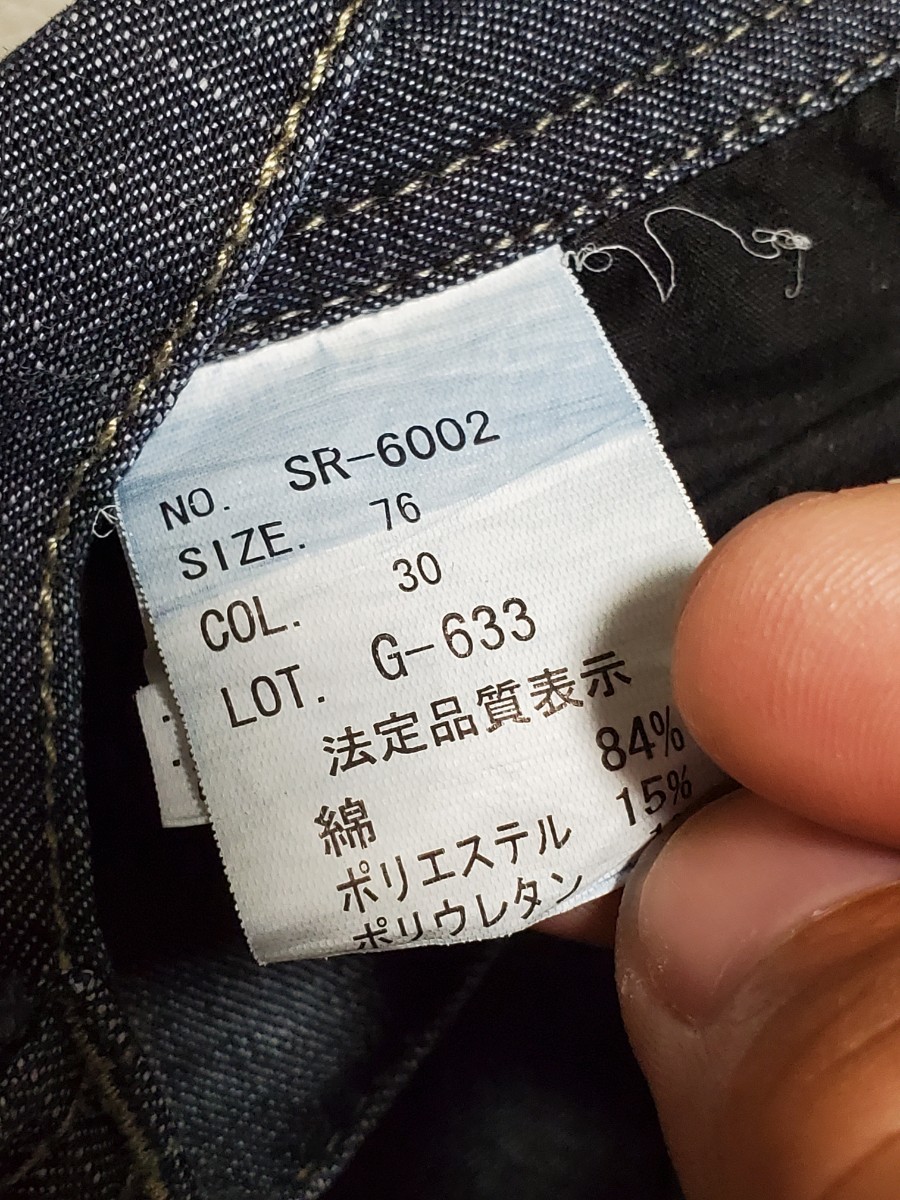 NO. SR-6002
SIZE. 76
COL. 30
LOT. G-633
法定品質表示
綿 84%
ポリエステル 15%
ポリウレタン